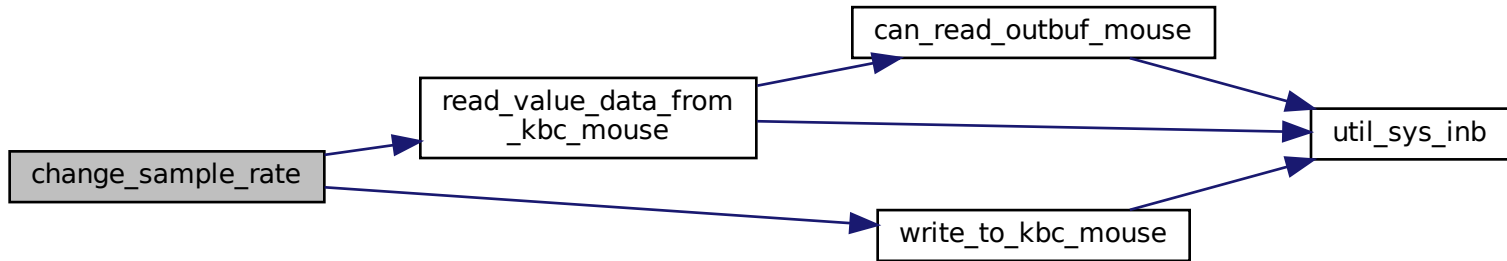 change_sample_rate
read_value_data_from
_kbc_mouse
can_read_outbuf_mouse
util_sys_inb
write_to_kbc_mouse